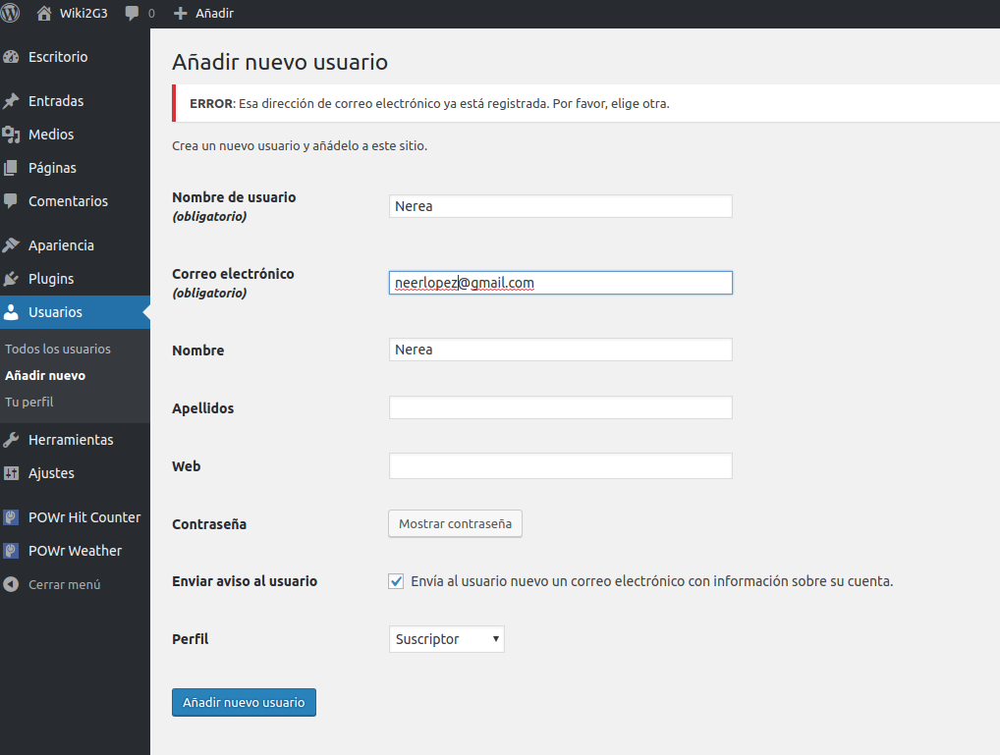 Wiki2G3 0 Añadir
Escritorio
Entradas
Medios
Páginas
Comentarios
Apariencia
Plugins
Usuarios
Todos los usuarios
Añadir nuevo
Tu perfil
Herramientas
Ajustes
POWr Hit Counter
POWr Weather
Cerrar menú
Añadir nuevo usuario
ERROR: Esa dirección de correo electrónico ya está registrada. Por favor, elige otra.
Crea un nuevo usuario y añádelo a este sitio.
Nombre de usuario
(obligatorio)
Nerea
Correo electrónico
(obligatorio)
neerlopez@gmail.com
Nombre
Nerea
Apellidos
Web
Contraseña
Mostrar contraseña
Enviar aviso al usuario
Envía al usuario nuevo un correo electrónico con información sobre su cuenta.
Perfil
Suscriptor
Añadir nuevo usuario